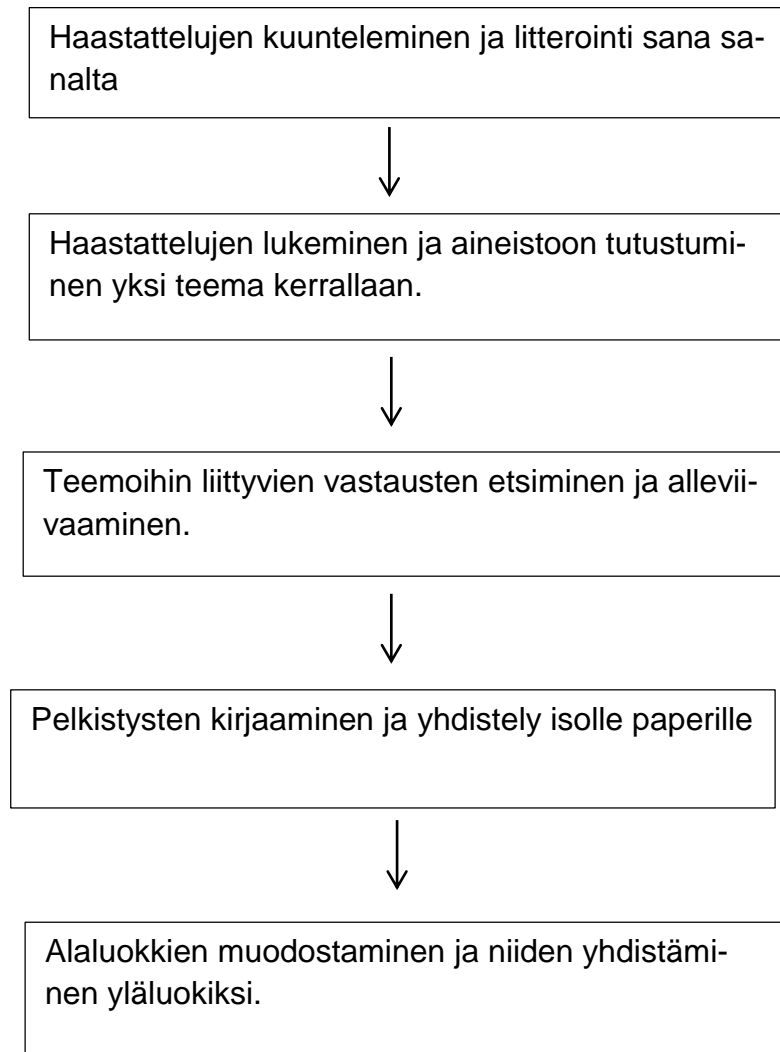 Haastattelujen kuunteleminen ja litterointi sana sa-
nalta
Haastattelujen lukeminen ja aineistoon tutustumi-
nen yksi teema kerrallaan.
Teemoihin liittyvien vastausten etsiminen ja alleviі-
vaaminen.
Pelkistysten kirjaaminen ja yhdistely isolle paperille
Alaluokkien muodostaminen ja niiden yhdistämi-
nen yläluokiksi.